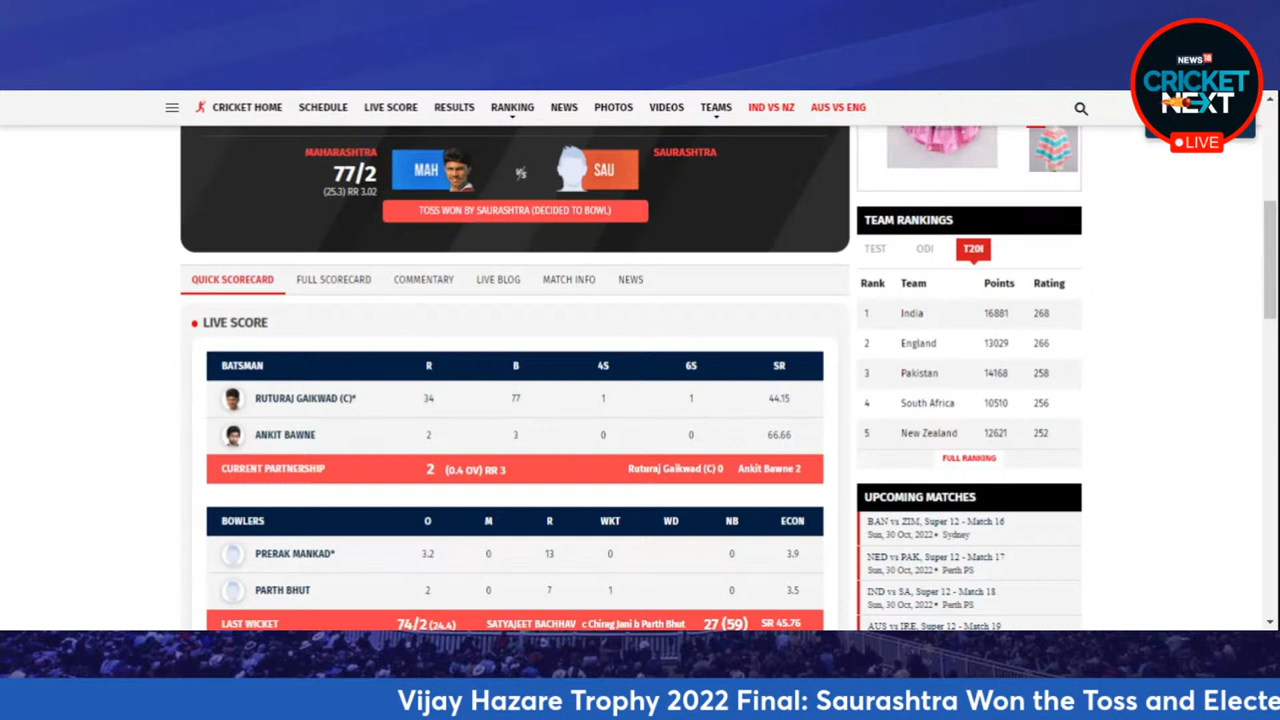 NEWS18
CRICKET
NEXT
LIVE
CRICKET HOME SCHEDULE LIVE SCORE RESULTS RANKING NEWS PHOTOS VIDEOS TEAMS IND VS NZ AUS VS ENG
MAHARASHTRA
77/2
(25.3) RR 3.02
MAH V/S SAU
SAURASHTRA
TOSS WON BY SAURASHTRA (DECIDED TO BOWL)
QUICK SCORECARD FULL SCORECARD COMMENTARY LIVE BLOG MATCH INFO NEWS
LIVE SCORE
BATSMAN R B 4S 6S SR
RUTURAJ GAIKWAD (C)* 34 77 1 1 44.15
ANKIT BAWNE 2 3 0 0 66.66
CURRENT PARTNERSHIP 2 (0.4 OV) RR 3 Ruturaj Gaikwad (C) 0 Ankit Bawne 2
BOWLERS O M R WKT WD NB ECON
PRERAK MANKAD* 3.2 0 13 0 0 3.9
PARTH BHUT 2 0 7 1 0 3.5
LAST WICKET 74/2 (24.4) SATYAJEET BACHHAV c Chirag Jani b Parth Bhut 27 (59) SR 45.76
TEAM RANKINGS
TEST ODI T20I
Rank Team Points Rating
1 India 16881 268
2 England 13029 266
3 Pakistan 14168 258
4 South Africa 10510 256
5 New Zealand 12621 252
FULL RANKING
UPCOMING MATCHES
BAN vs ZIM, Super 12 - Match 16
Sun, 30 Oct, 2022• Sydney
NED vs PAK, Super 12 - Match 17
Sun, 30 Oct, 2022• Perth PS
IND vs SA, Super 12 - Match 18
Sun, 30 Oct, 2022• Perth PS
AUS vs IRE, Super 12 - Match 19
Vijay Hazare Trophy 2022 Final: Saurashtra Won the Toss and Electe